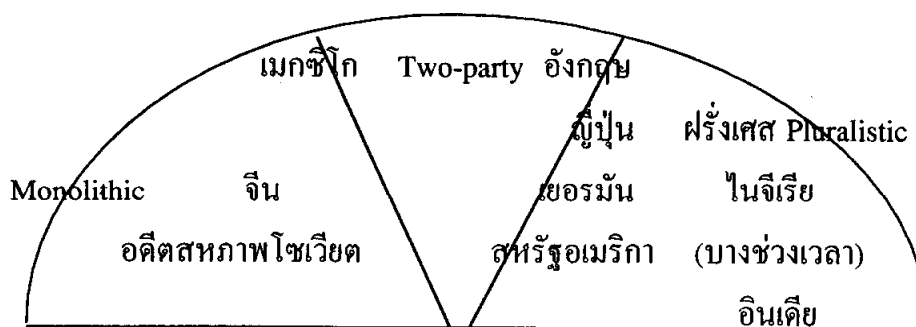 เมกซิโก Two-party อังกฤษ
ญี่ปุ่น ฝรั่งเศส Pluralistic
Monolithic จีน เยอรมัน ไนจีเรีย
อดีตสหภาพโซเวียต สหรัฐอเมริกา (บางช่วงเวลา)
อินเดีย